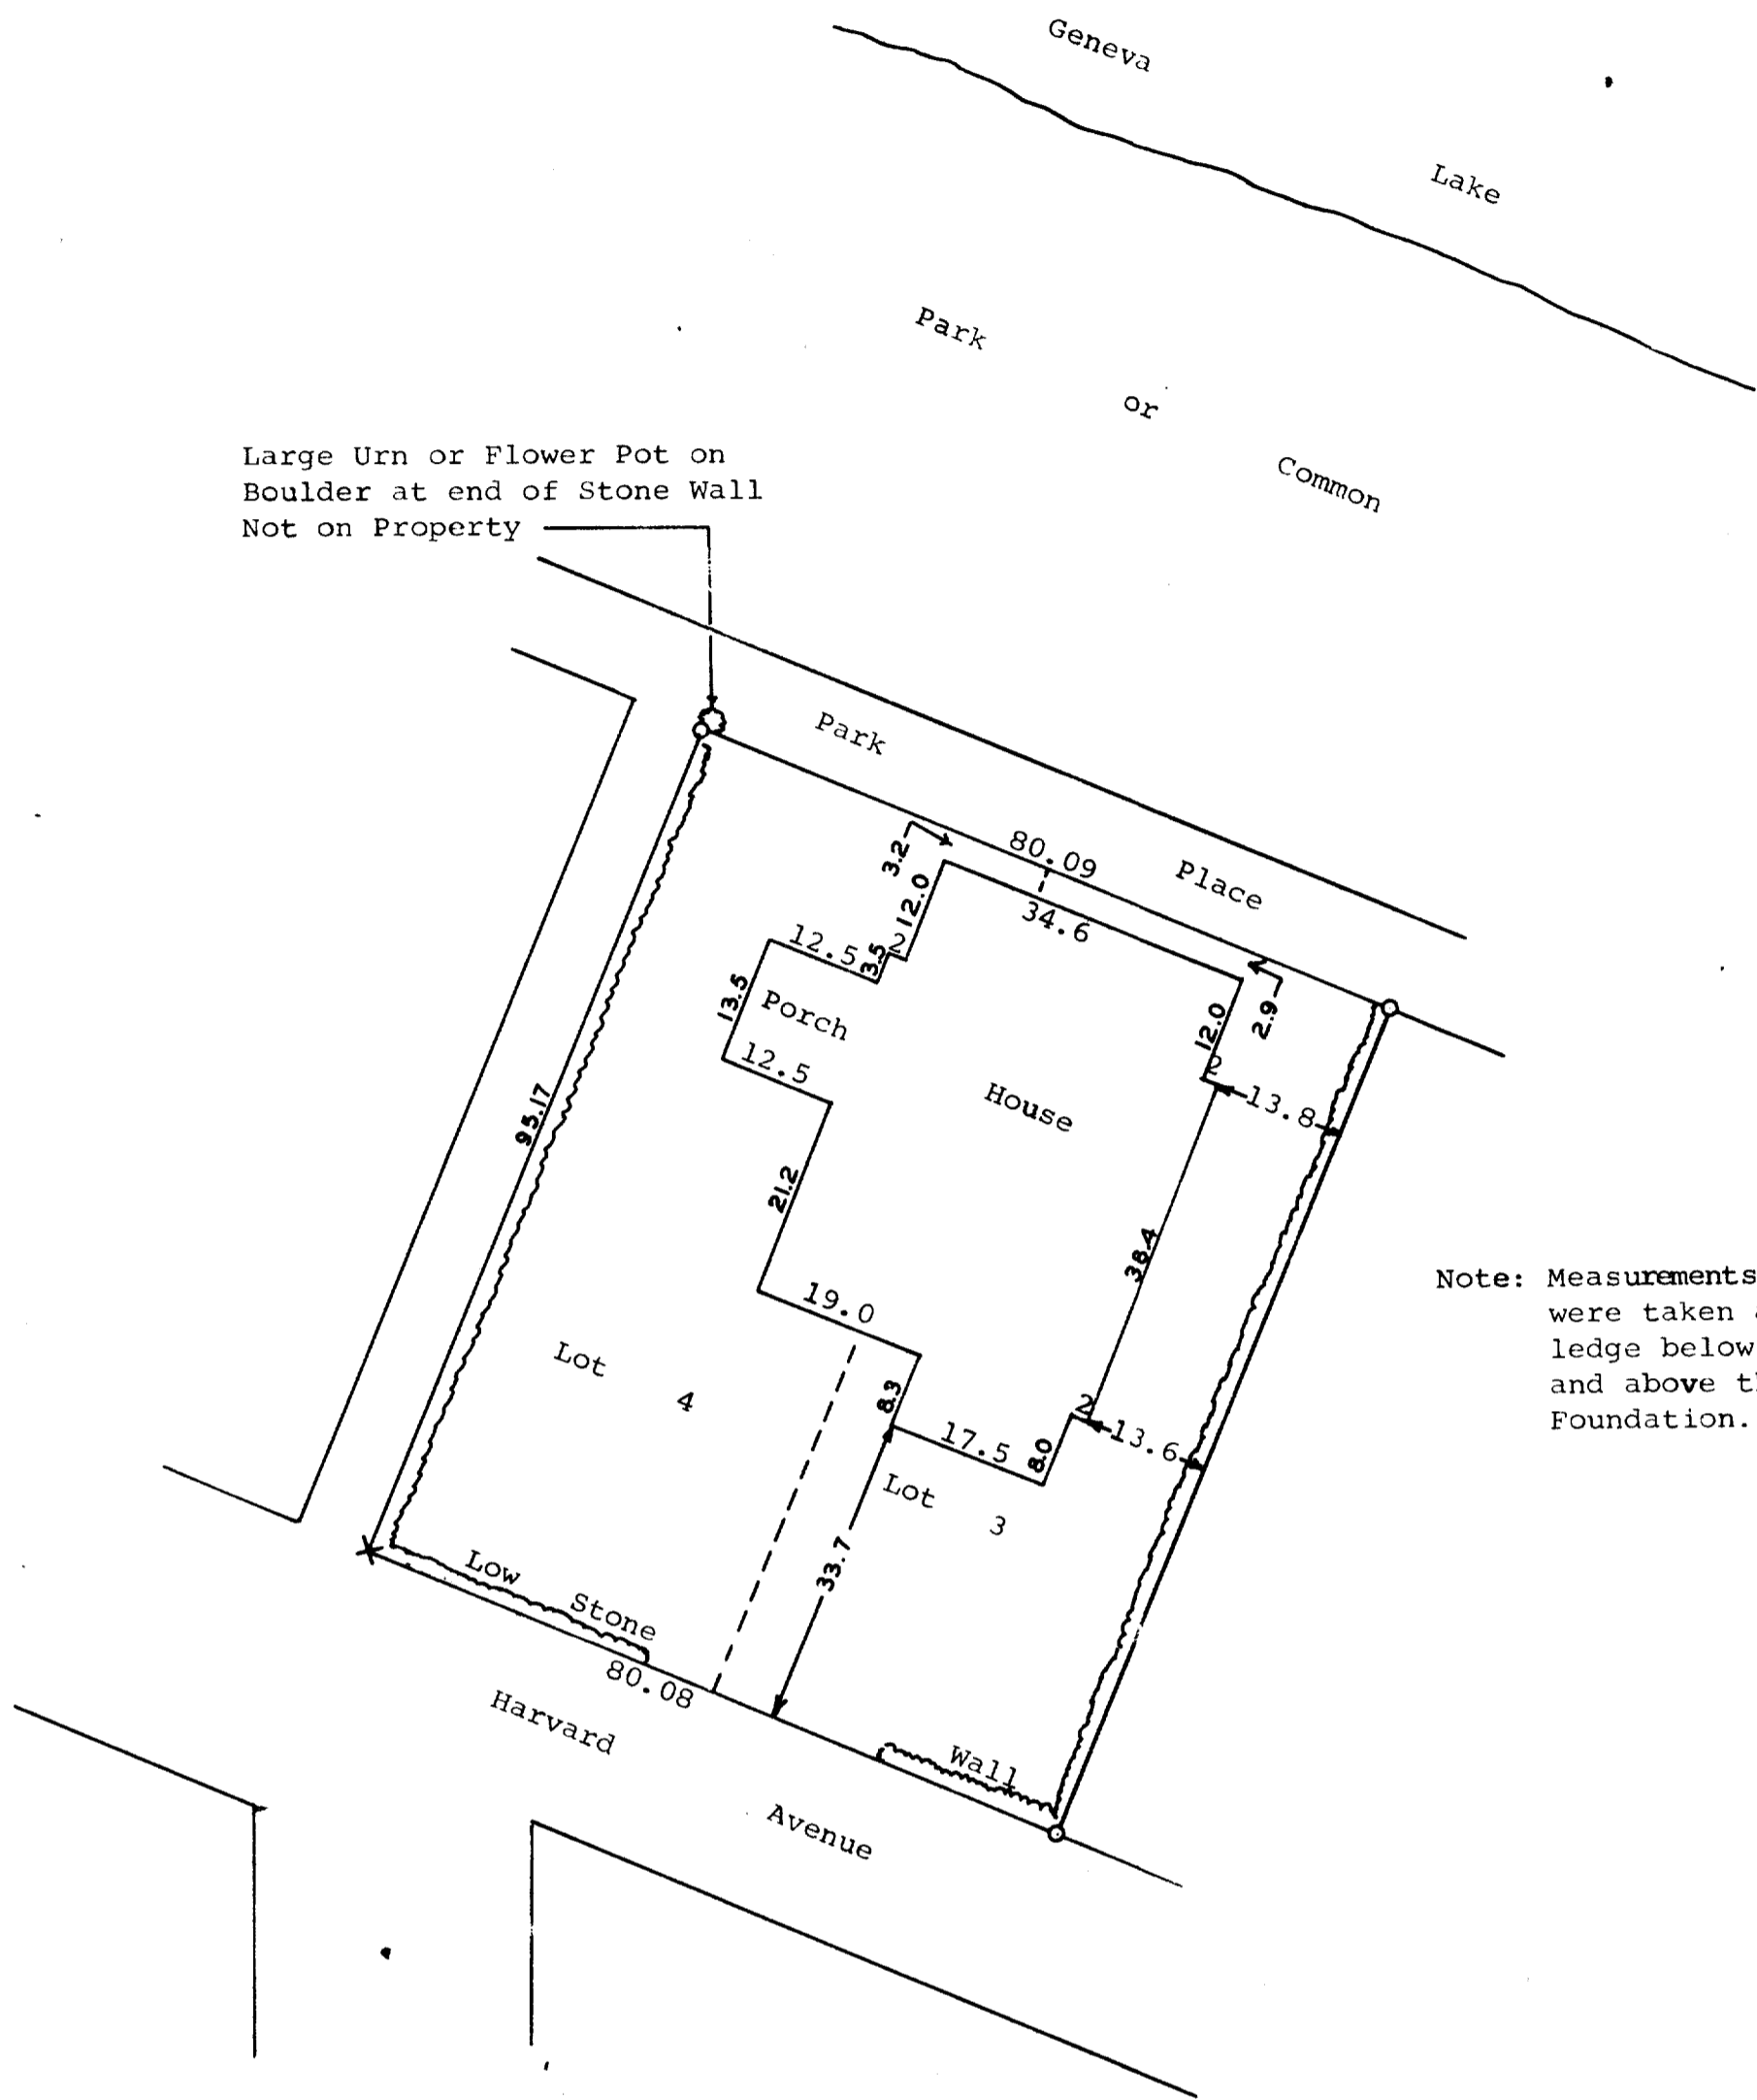 Geneva
Lake
Park
or
Common
Large Urn or Flower Pot on
Boulder at end of Stone Wall
Not on Property
Park
Place
80.09
3.2
12.0
34.6
2
3.5
12.5
13.5
Porch
12.5
2.9
12.0
2
13.8
House
95.17
21.2
38.4
19.0
Note: Measurements
were taken
ledge below
and above
Foundation.
Lot
4
8.3
2
13.6
17.5
8.0
Lot
3
33.7
Low
Stone
80.08
Harvard
Wall
Avenue